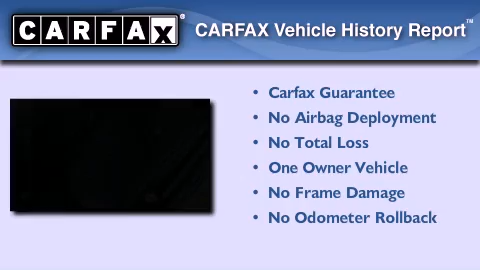 CARFAX® CARFAX Vehicle History Report™
• Carfax Guarantee
• No Airbag Deployment
• No Total Loss
• One Owner Vehicle
• No Frame Damage
• No Odometer Rollback